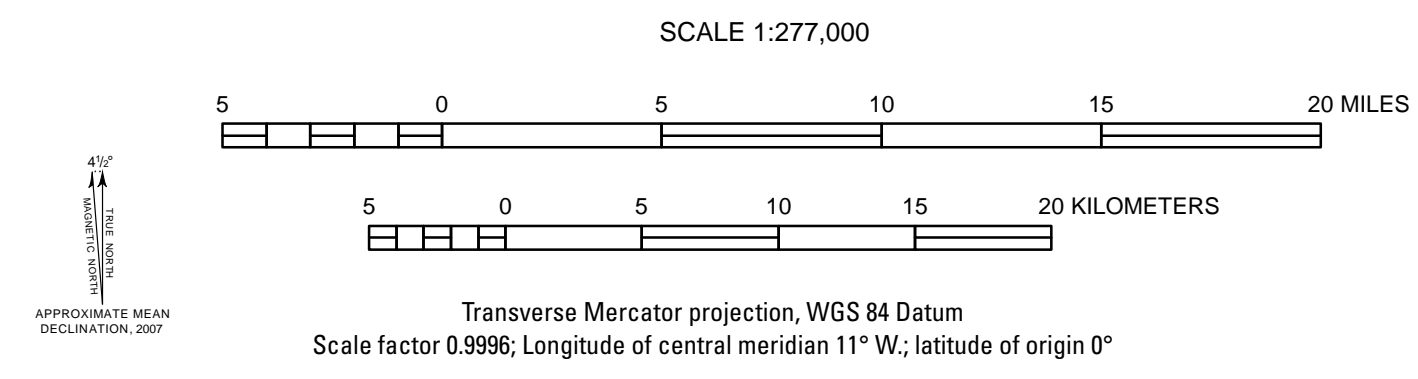 SCALE 1:277,000
5 0 5 10 15 20 MILES
4 1/2°
MAGNETIC NORTH
TRUE NORTH
5 0 5 10 15 20 KILOMETERS
APPROXIMATE MEAN
DECLINATION, 2007
Transverse Mercator projection, WGS 84 Datum
Scale factor 0.9996; Longitude of central meridian 11° W.; latitude of origin 0°